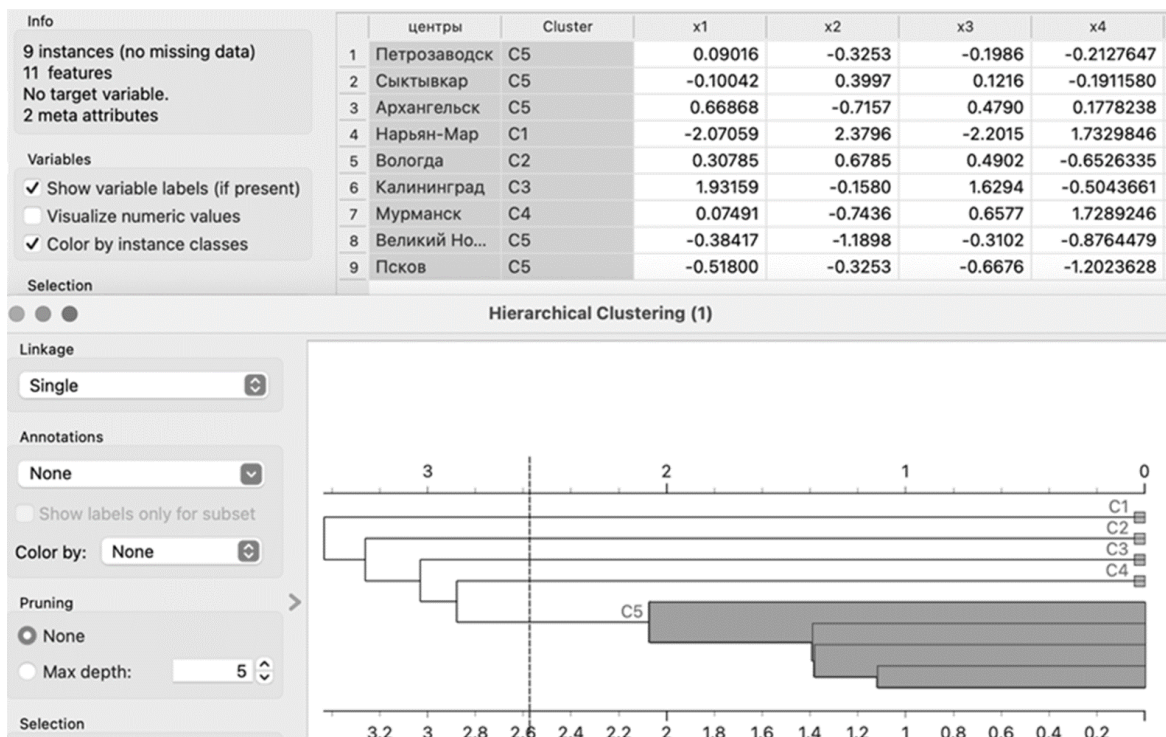 Info
9 instances (no missing data)
11 features
No target variable.
2 meta attributes
Variables
Show variable labels (if present)
Visualize numeric values
Color by instance classes
Selection
центры Cluster x1 x2 x3 x4
1 Петрозаводск C5 0.09016 -0.3253 -0.1986 -0.2127647
2 Сыктывкар C5 -0.10042 0.3997 0.1216 -0.1911580
3 Архангельск C5 0.66868 -0.7157 0.4790 0.1778238
4 Нарьян-Мар C1 -2.07059 2.3796 -2.2015 1.7329846
5 Вологда C2 0.30785 0.6785 0.4902 -0.6526335
6 Калининград C3 1.93159 -0.1580 1.6294 -0.5043661
7 Мурманск C4 0.07491 -0.7436 0.6577 1.7289246
8 Великий Но... C5 -0.38417 -1.1898 -0.3102 -0.8764479
9 Псков C5 -0.51800 -0.3253 -0.6676 -1.2023628
Hierarchical Clustering (1)
Linkage
Single
Annotations
None
Show labels only for subset
Color by: None
Pruning
None
Max depth: 5
Selection
3 2 1 0
C1
C2
C3
C4
C5
3.2 3 2.8 2.6 2.4 2.2 2 1.8 1.6 1.4 1.2 1 0.8 0.6 0.4 0.2